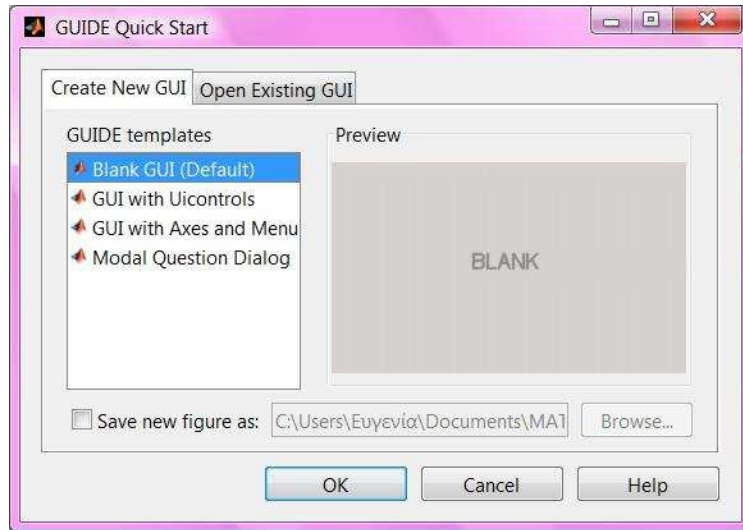 GUIDE Quick Start
Create New GUI
Open Existing GUI
GUIDE templates
Blank GUI (Default)
GUI with Uicontrols
GUI with Axes and Menu
Modal Question Dialog
Preview
BLANK
Save new figure as:
C:\Users\Ευγενία\Documents\MAT
Browse...
OK
Cancel
Help